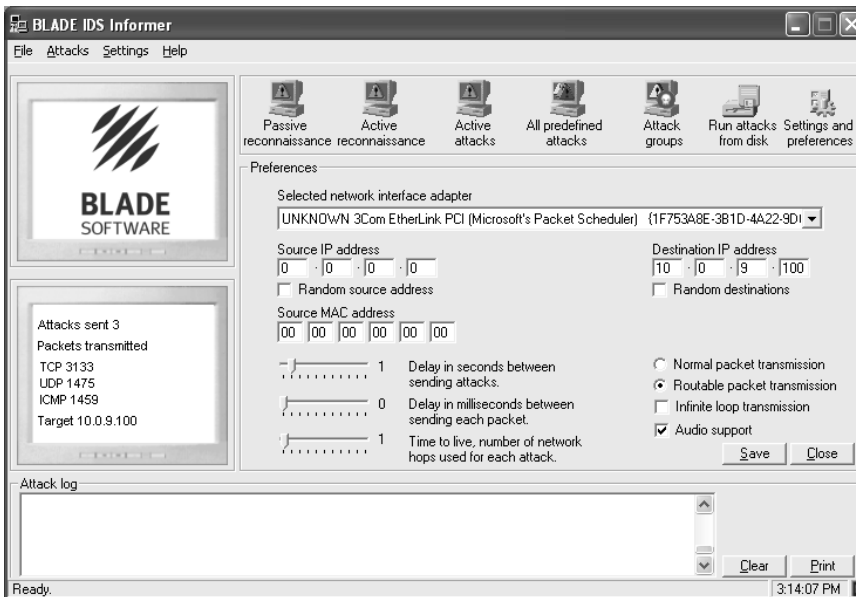 BLADE IDS Informer
File Attacks Settings Help
BLADE
SOFTWARE
Passive reconnaissance
Active reconnaissance
Active attacks
All predefined attacks
Attack groups
Run attacks from disk
Settings and preferences
Preferences
Selected network interface adapter
UNKNOWN 3Com EtherLink PCI (Microsoft's Packet Scheduler) {1F753A8E-3B1D-4A22-9D
Source IP address
0 . 0 . 0 . 0
Random source address
Destination IP address
10 . 0 . 9 . 100
Random destinations
Source MAC address
00 00 00 00 00 00
Attacks sent 3
Packets transmitted
TCP 3133
UDP 1475
ICMP 1459
Target 10.0.9.100
1 Delay in seconds between
sending attacks.
0 Delay in milliseconds between
sending each packet.
1 Time to live, number of network
hops used for each attack.
Normal packet transmission
Routable packet transmission
Infinite loop transmission
Audio support
Save Close
Attack log
Clear Print
Ready. 3:14:07 PM